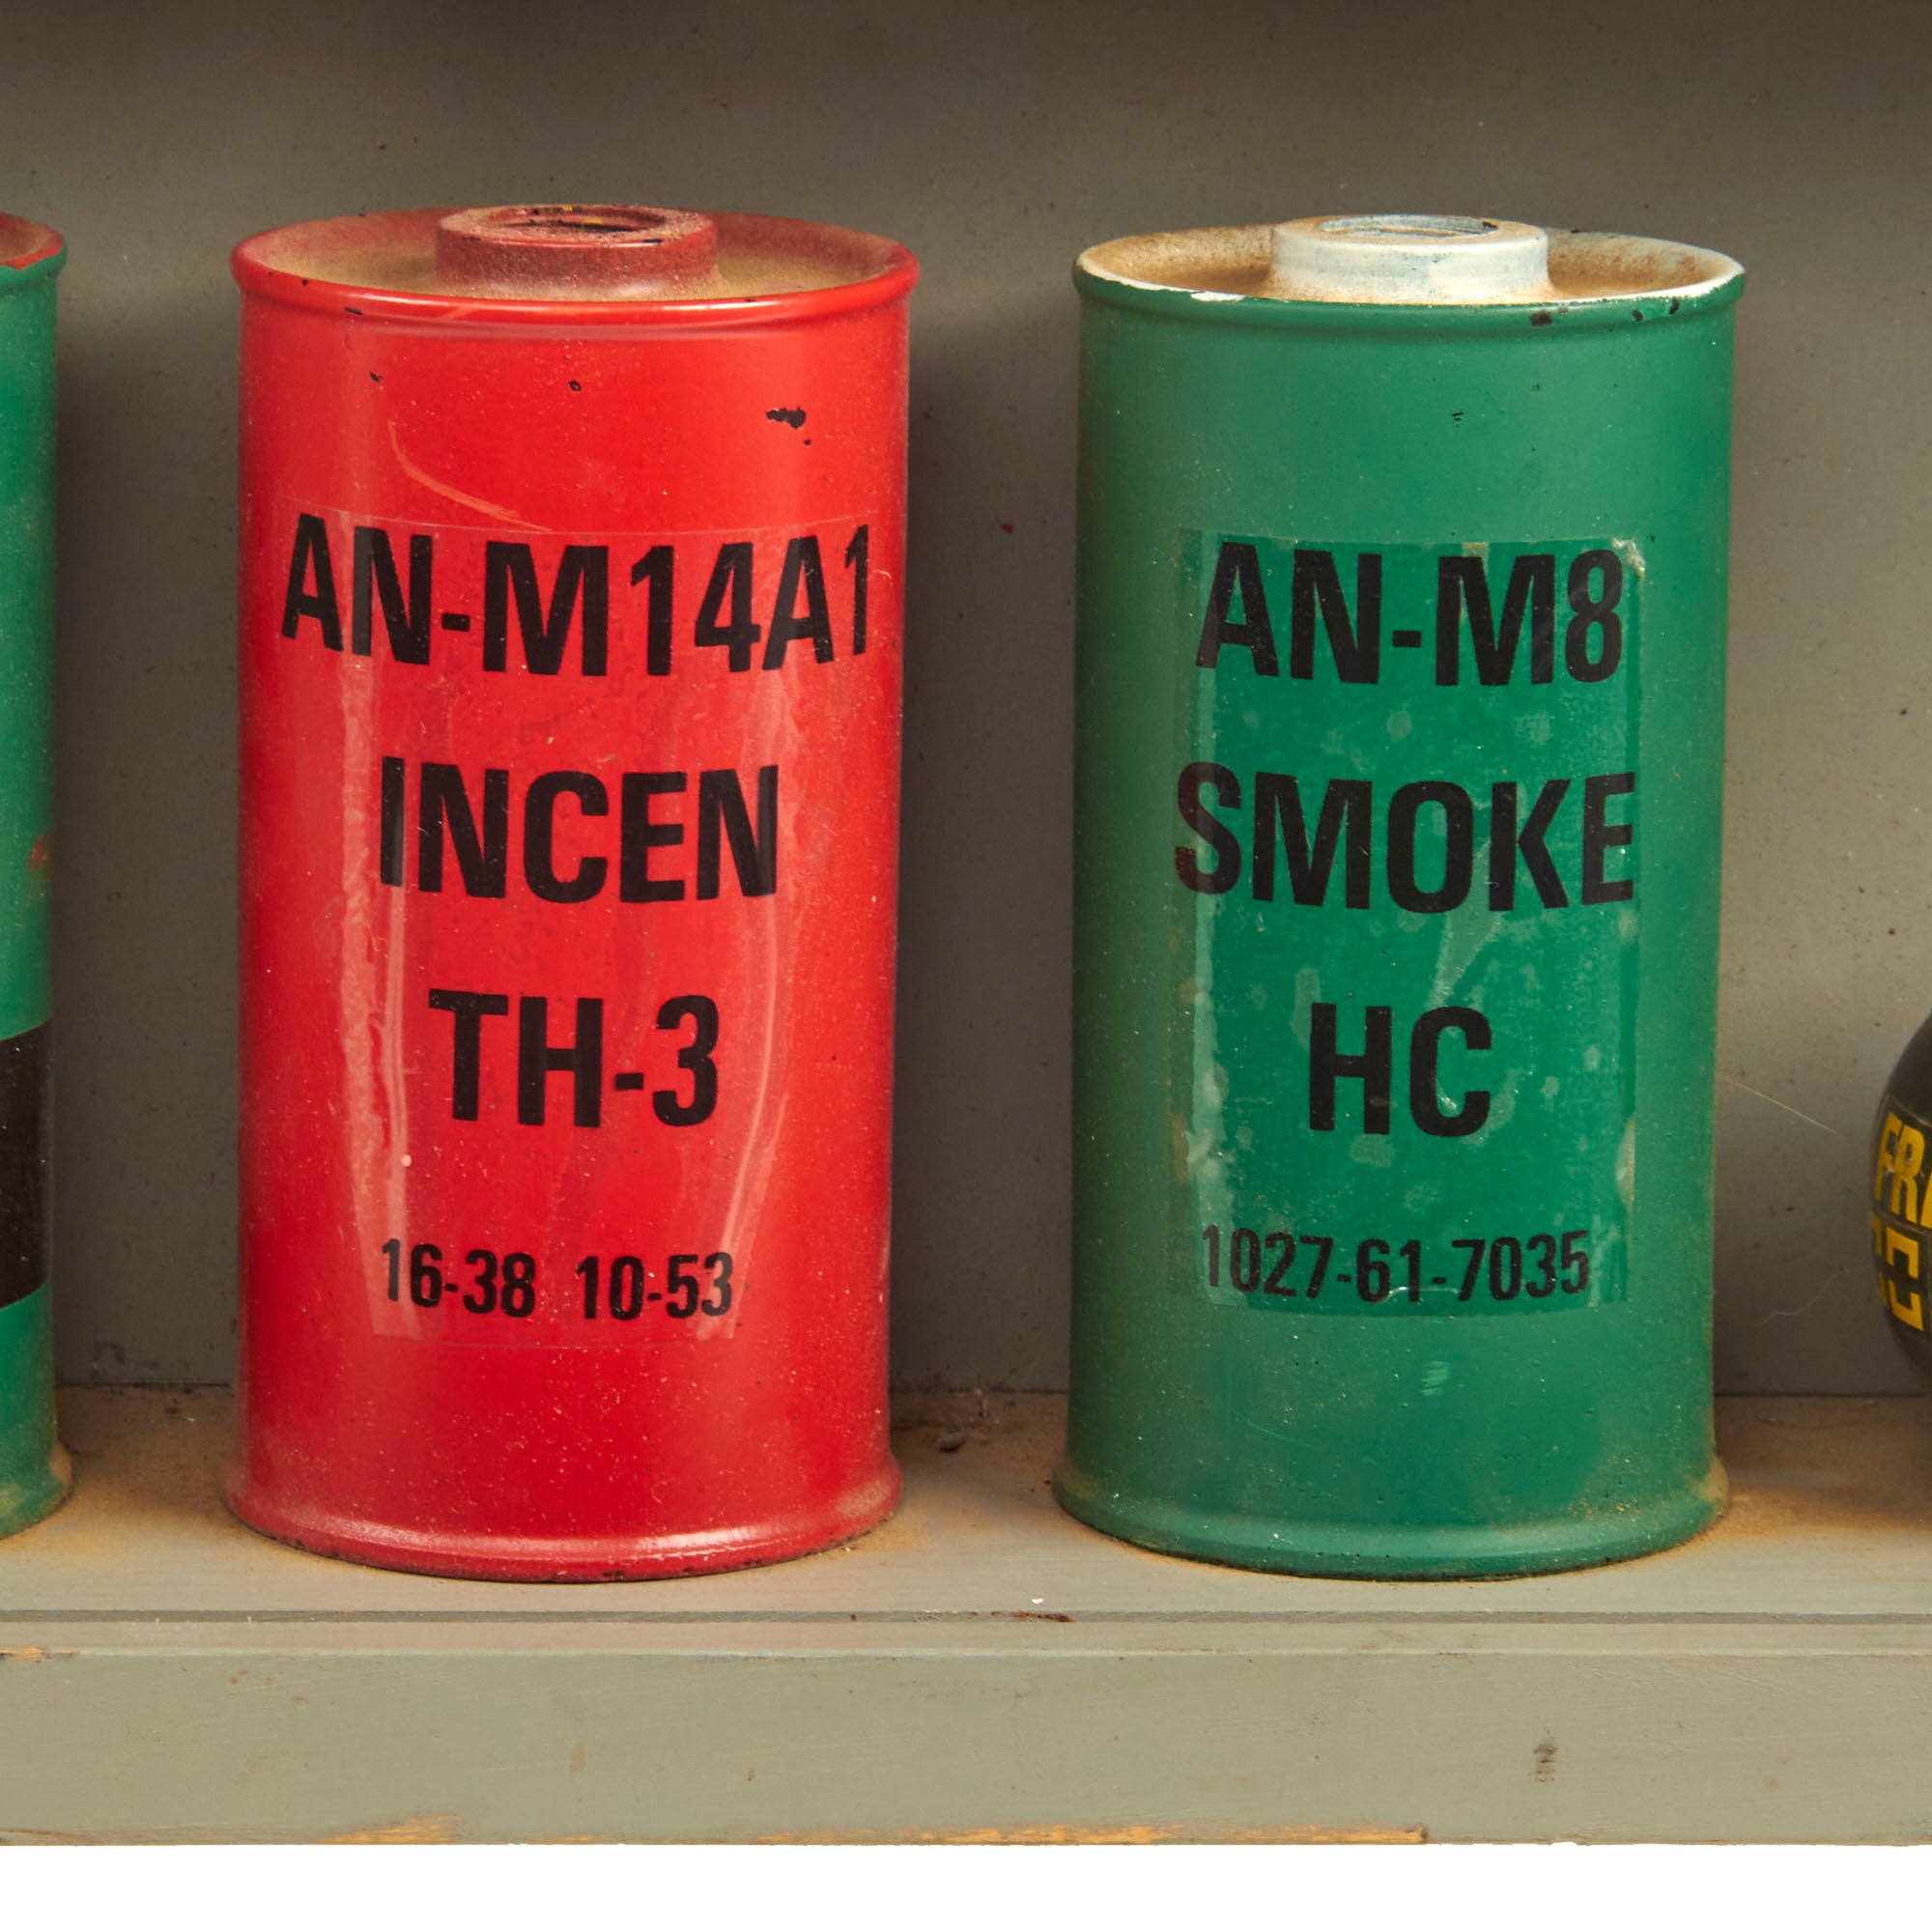 AN-M14A1
INCEN
TH-3
16-38 10-53
AN-M8
SMOKE
HC
1027-61-7035